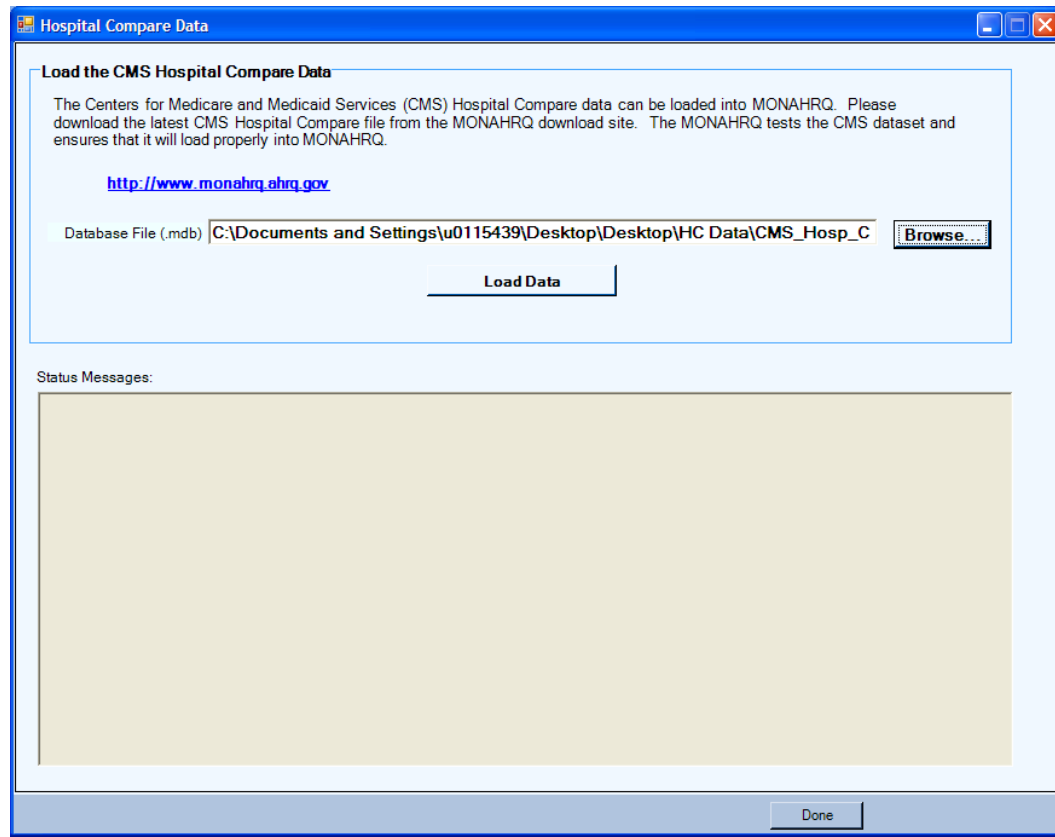 Hospital Compare Data
Load the CMS Hospital Compare Data
The Centers for Medicare and Medicaid Services (CMS) Hospital Compare data can be loaded into MONAHRQ. Please
download the latest CMS Hospital Compare file from the MONAHRQ download site. The MONAHRQ tests the CMS dataset and
ensures that it will load properly into MONAHRQ.
http://www.monahrq.ahrq.gov
Database File (.mdb) C:\Documents and Settings\u0115439\Desktop\Desktop\HC Data\CMS_Hosp_C Browse...
Load Data
Status Messages:
Done